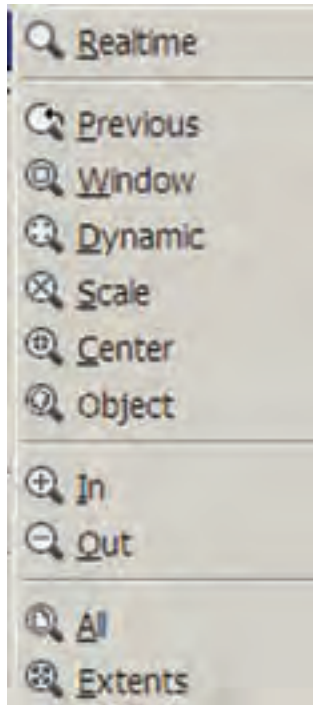 Realtime
Previous
Window
Dynamic
Scale
Center
Object
In
Out
All
Extents